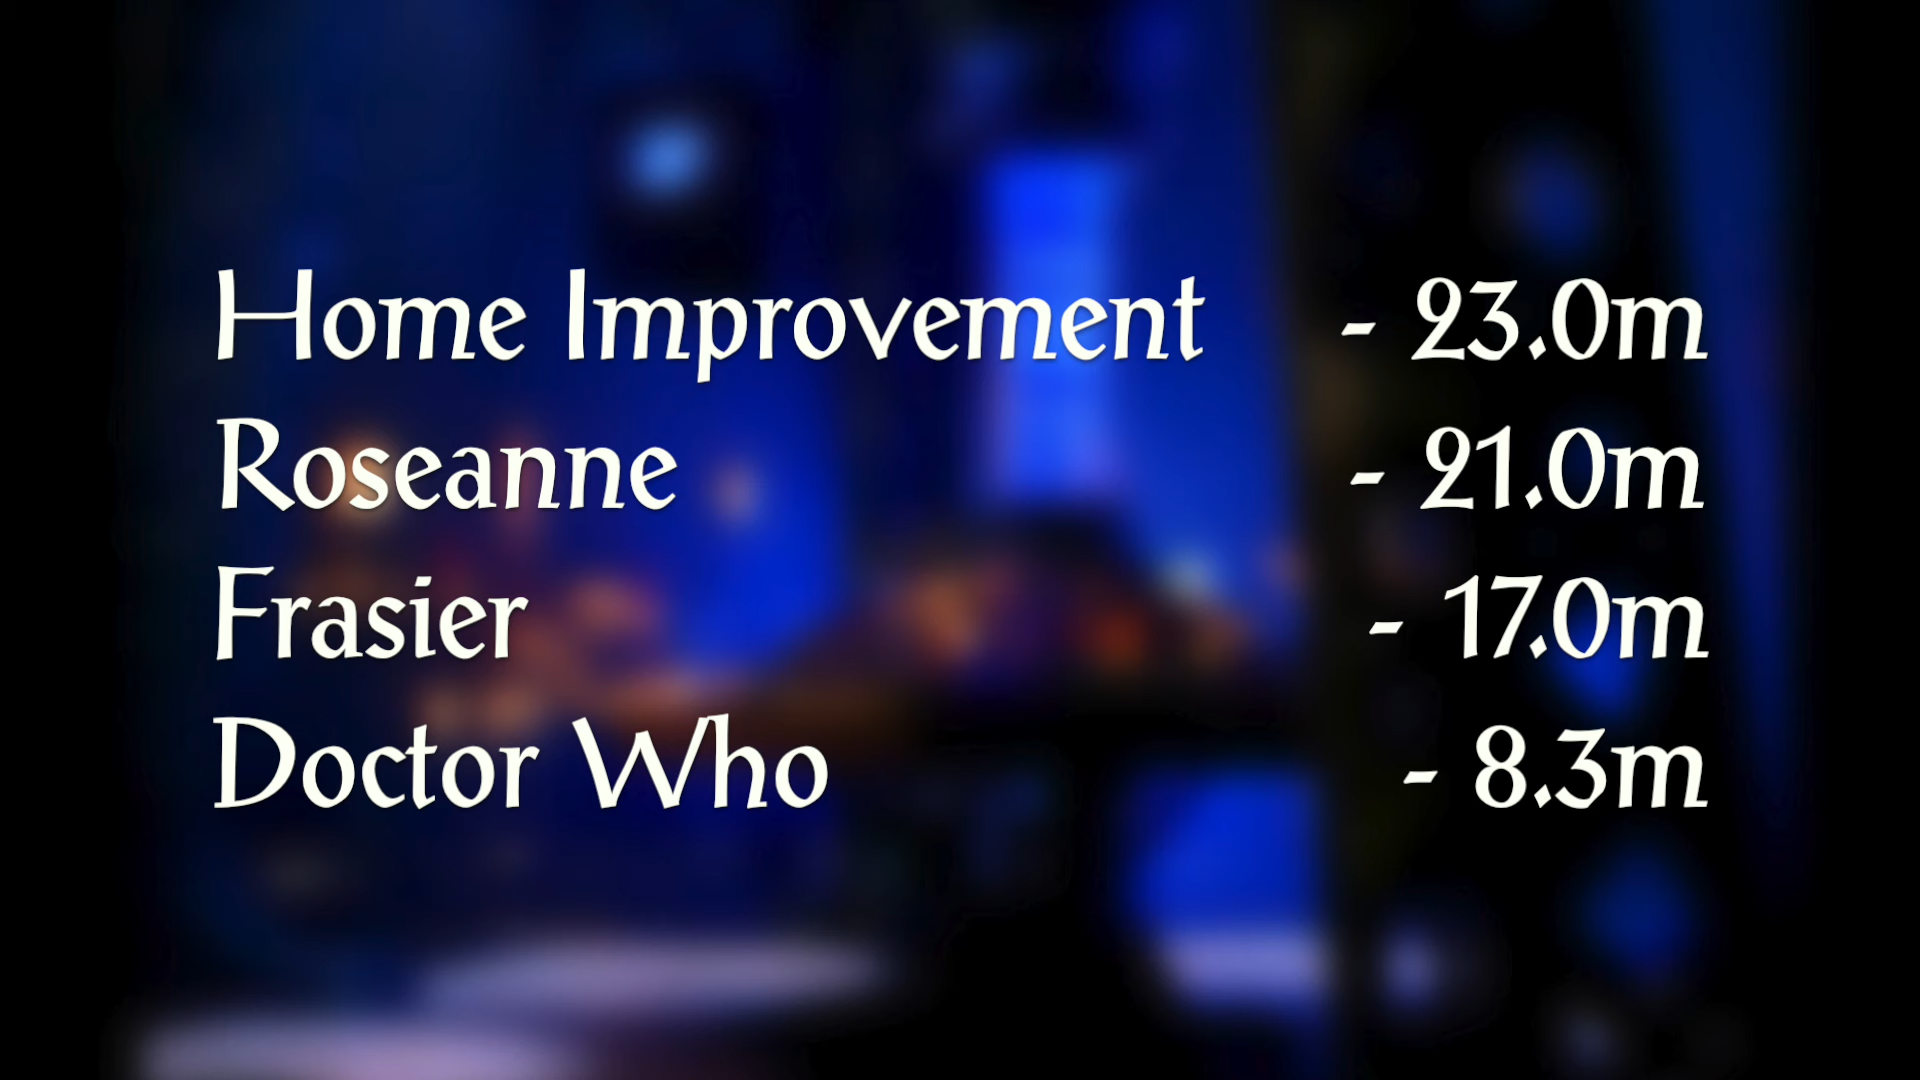 Home Improvement - 23.0m
Roseanne - 21.0m
Frasier - 17.0m
Doctor Who - 8.3m